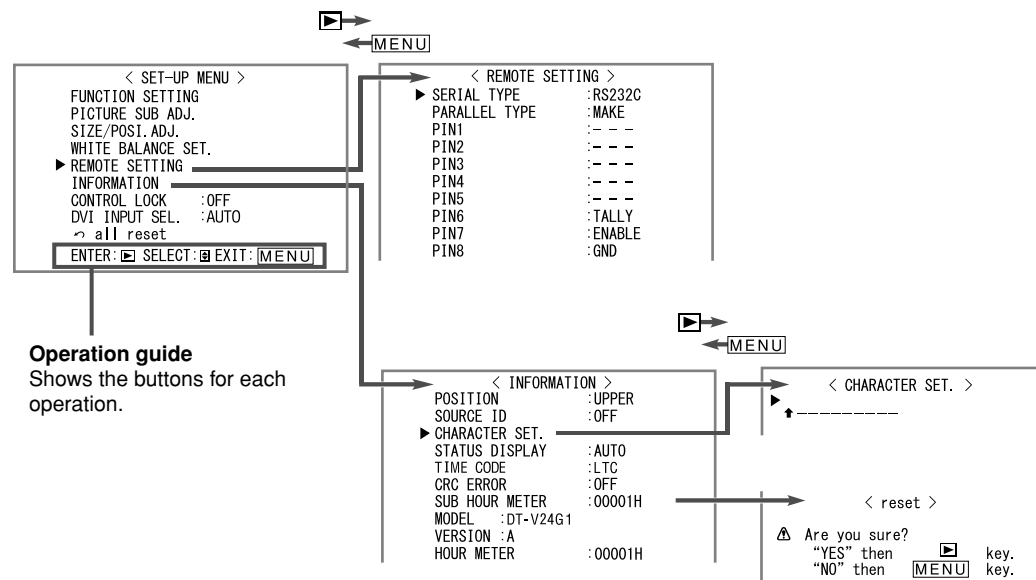 MENU
< SET-UP MENU >
FUNCTION SETTING
PICTURE SUB ADJ.
SIZE/POSI.ADJ.
WHITE BALANCE SET.
REMOTE SETTING
INFORMATION
CONTROL LOCK :OFF
DVI INPUT SEL. :AUTO
all reset
ENTER: SELECT: EXIT: MENU
< REMOTE SETTING >
SERIAL TYPE :RS232C
PARALLEL TYPE :MAKE
PIN1 :---
PIN2 :---
PIN3 :---
PIN4 :---
PIN5 :---
PIN6 :TALLY
PIN7 :ENABLE
PIN8 :GND
Operation guide
Shows the buttons for each
operation.
MENU
< INFORMATION >
POSITION :UPPER
SOURCE ID :OFF
CHARACTER SET.
STATUS DISPLAY :AUTO
TIME CODE :LTC
CRC ERROR :OFF
SUB HOUR METER :00001H
MODEL :DT-V24G1
VERSION :A
HOUR METER :00001H
< CHARACTER SET. >
----------
< reset >
Are you sure?
“YES” then key.
“NO” then MENU key.